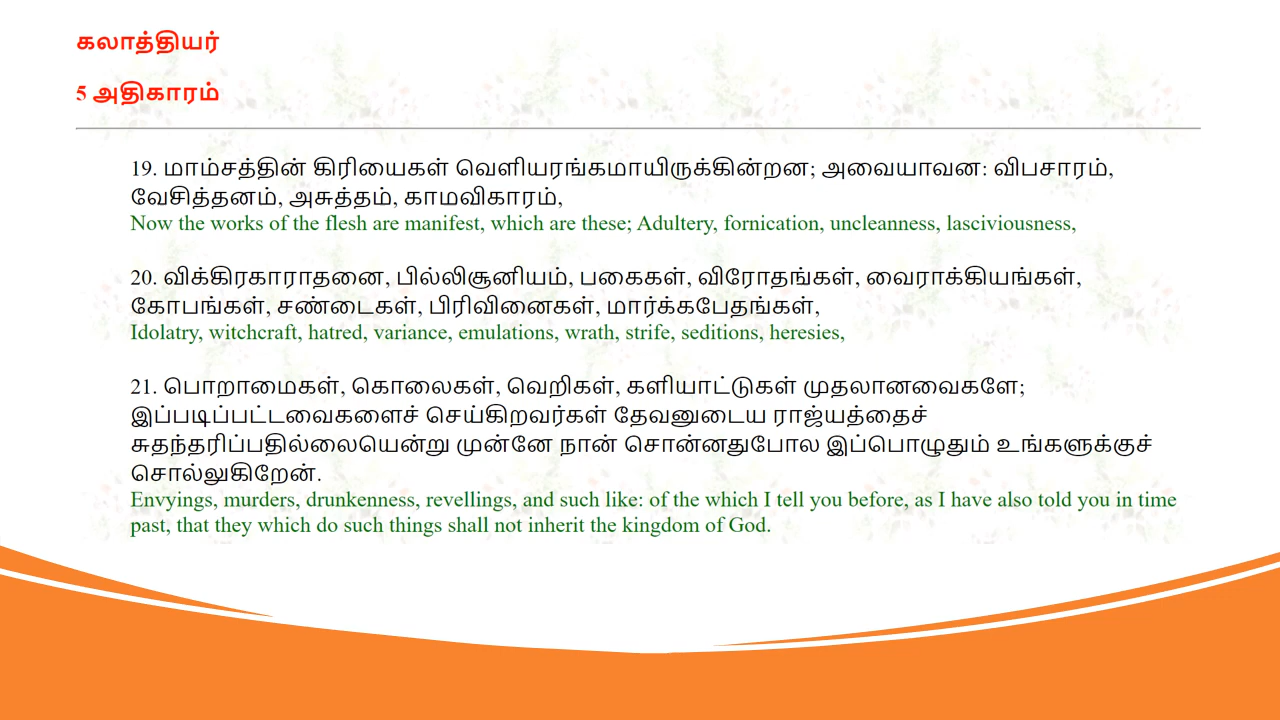 கலாத்தியர்
5 அதிகாரம்
19. மாம்சத்தின் கிரியைகள் வெளியரங்கமாயிருக்கின்றன; அவையாவன: விபசாரம்,
வேசித்தனம், அசுத்தம், காமவிகாரம்,
Now the works of the flesh are manifest, which are these; Adultery, fornication, uncleanness, lasciviousness,
20. விக்கிரகாராதனை, பில்லிசூனியம், பகைகள், விரோதங்கள், வைராக்கியங்கள்,
கோபங்கள், சண்டைகள், பிரிவினைகள், மார்க்கபேதங்கள்,
Idolatry, witchcraft, hatred, variance, emulations, wrath, strife, seditions, heresies,
21. பொறாமைகள், கொலைகள், வெறிகள், களியாட்டுகள் முதலானவைகளே;
இப்படிப்பட்டவைகளைச் செய்கிறவர்கள் தேவனுடைய ராஜ்யத்தைச்
சுதந்தரிப்பதில்லையென்று முன்னே நான் சொன்னதுபோல இப்பொழுதும் உங்களுக்குச்
சொல்லுகிறேன்.
Envyings, murders, drunkenness, revellings, and such like: of the which I tell you before, as I have also told you in time
past, that they which do such things shall not inherit the kingdom of God.